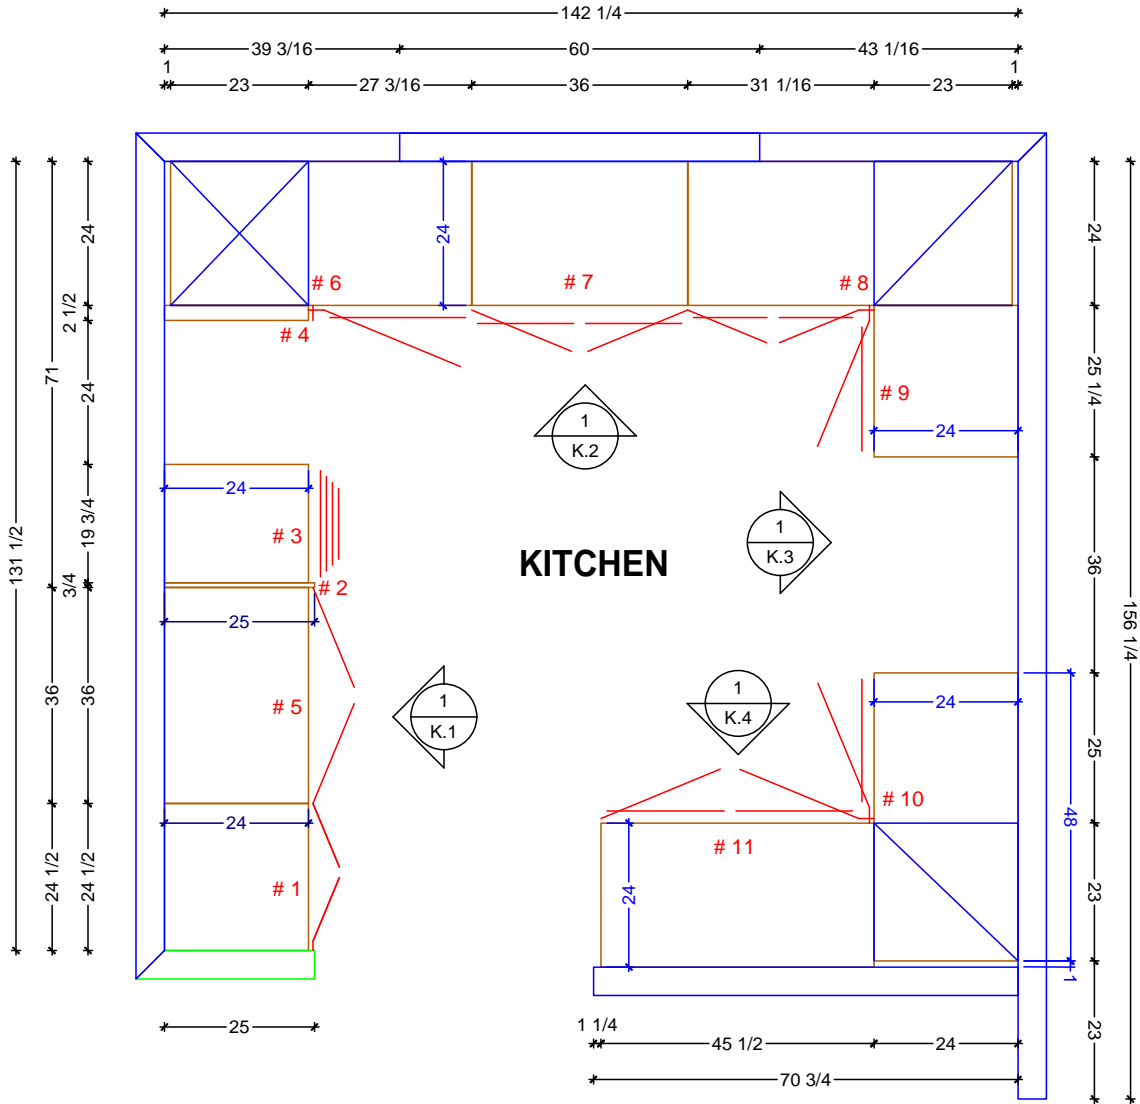 142 1/4
39 3/16 60 43 1/16
1 23 27 3/16 36 31 1/16 23 1
131 1/2
71 36 24 1/2
24 2 1/2 24 19 3/4 3/4 36 24 1/2
24
# 6 # 7 # 8
# 4
# 9
24
1
K.2
24
# 3
1
K.3
KITCHEN
# 2
25
# 5
1
K.1
1
K.4
24
24
# 1
# 10
# 11
24
48
1
24 25 1/4 36 25 23 23
156 1/4
25
1 1/4 45 1/2 24
70 3/4